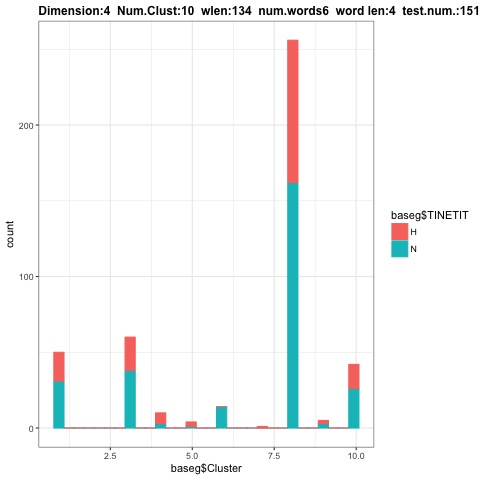 Dimension:4 Num.Clust:10 wlen:134 num.words6 word len:4 test.num.:151
200
100
0
count
2.5 5.0 7.5 10.0
baseg$Cluster
baseg$TINETIT
H
N